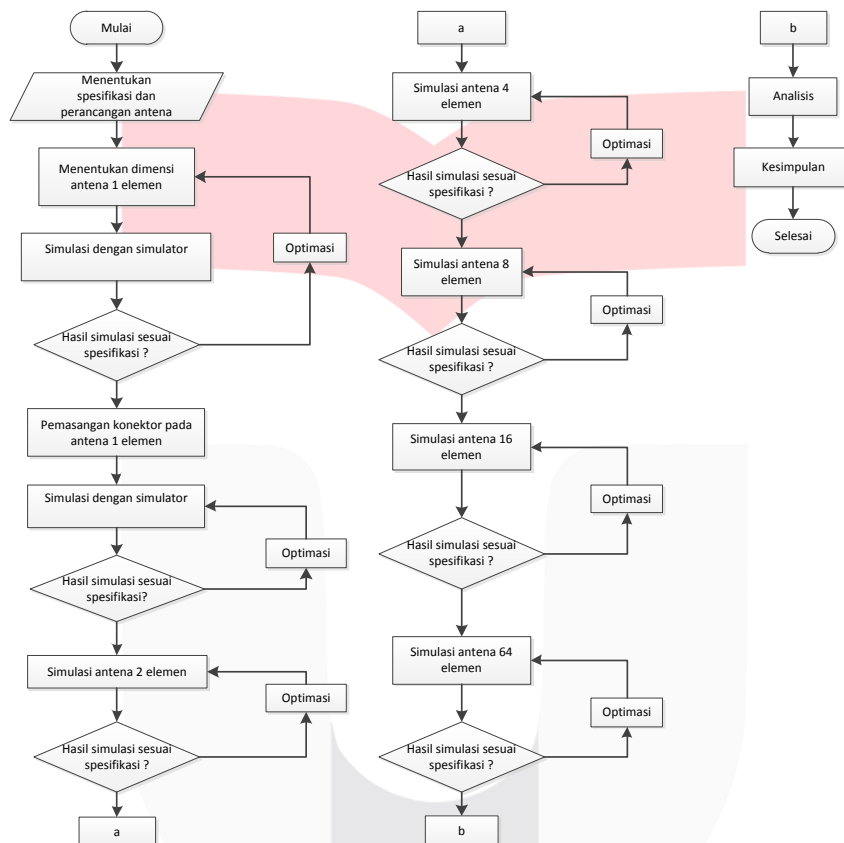 Mulai
Menentukan
spesifikasi dan
perancangan antena
Menentukan dimensi
antena 1 elemen
Simulasi dengan simulator
Optimasi
Hasil simulasi sesuai
spesifikasi ?
Pemasangan konektor pada
antena 1 elemen
Simulasi dengan simulator
Optimasi
Hasil simulasi sesuai
spesifikasi?
Simulasi antena 2 elemen
Optimasi
Hasil simulasi sesuai
spesifikasi ?
a
a
Simulasi antena 4
elemen
Optimasi
Hasil simulasi sesuai
spesifikasi ?
Simulasi antena 8
elemen
Optimasi
Hasil simulasi sesuai
spesifikasi ?
Simulasi antena 16
elemen
Optimasi
Hasil simulasi sesuai
spesifikasi ?
Simulasi antena 64
elemen
Optimasi
Hasil simulasi sesuai
spesifikasi ?
b
b
Analisis
Kesimpulan
Selesai